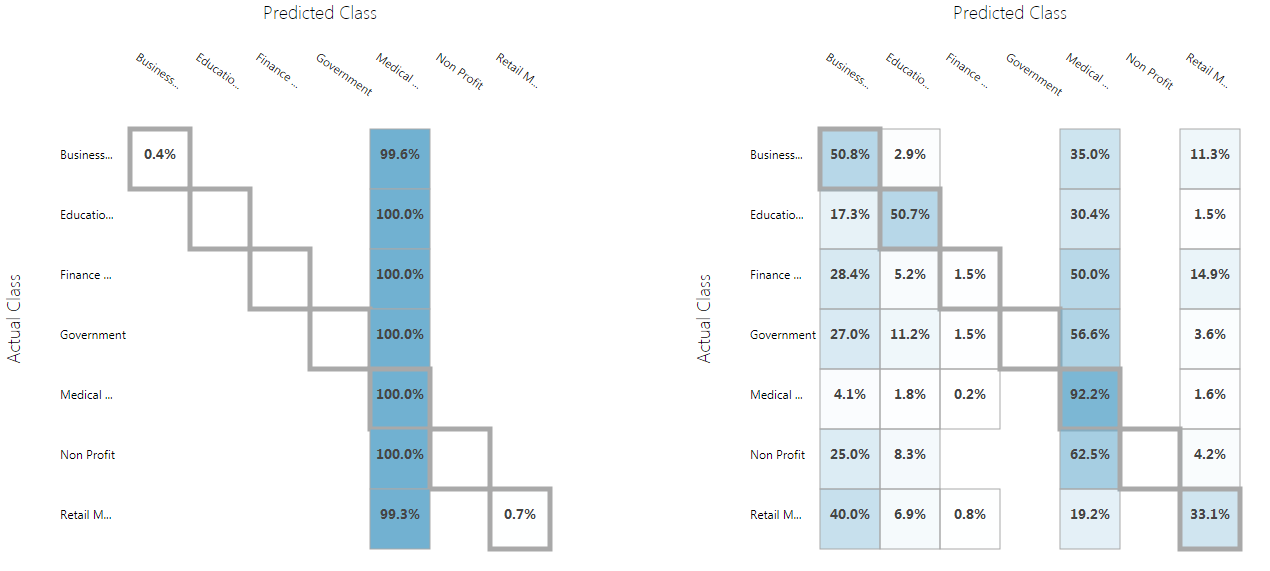 Predicted Class
Business...
Educatio...
Finance ...
Government
Medical ...
Non Profit
Retail M...
Actual Class
Business... 0.4% 99.6%
Educatio... 100.0%
Finance ... 100.0%
Government 100.0%
Medical ... 100.0%
Non Profit 100.0%
Retail M... 99.3% 0.7%
Predicted Class
Business...
Educatio...
Finance ...
Government
Medical ...
Non Profit
Retail M...
Actual Class
Business... 50.8% 2.9% 35.0% 11.3%
Educatio... 17.3% 50.7% 30.4% 1.5%
Finance ... 28.4% 5.2% 1.5% 50.0% 14.9%
Government 27.0% 11.2% 1.5% 56.6% 3.6%
Medical ... 4.1% 1.8% 0.2% 92.2% 1.6%
Non Profit 25.0% 8.3% 62.5% 4.2%
Retail M... 40.0% 6.9% 0.8% 19.2% 33.1%